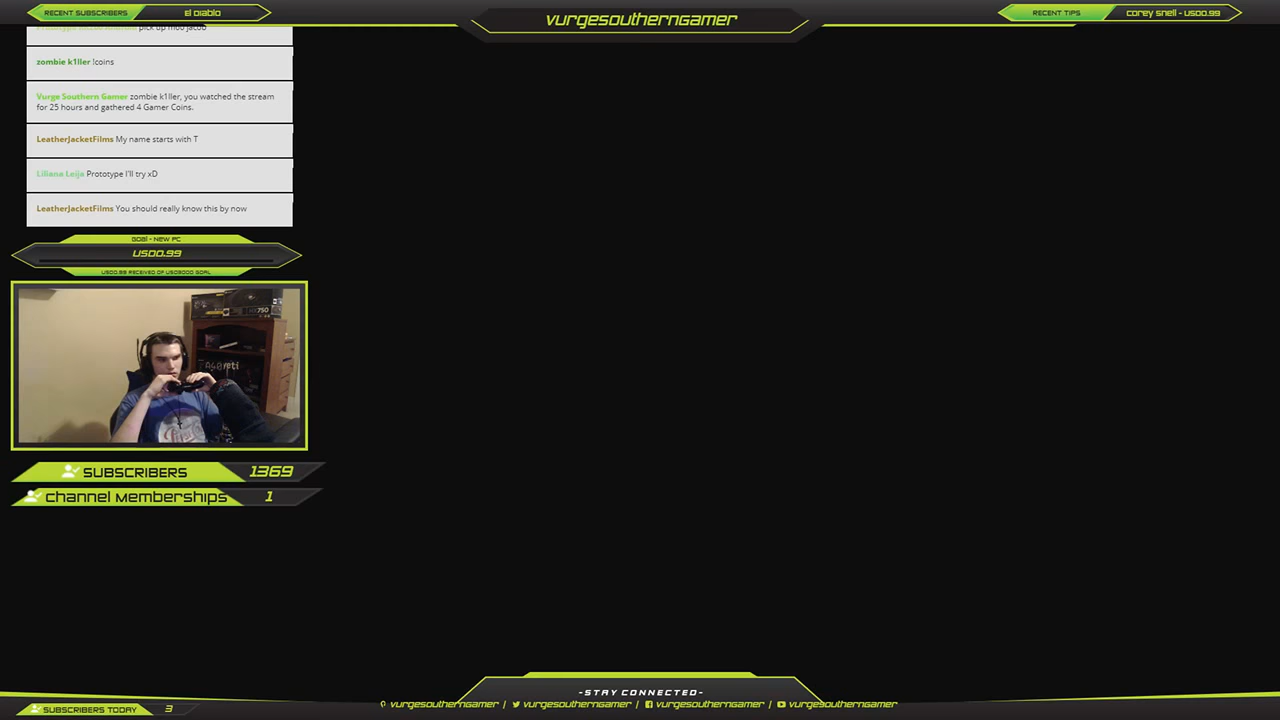 RECENT SUBSCRIBERS
El Diablo
vurgesoutherngamer
RECENT TIPS
corey snell - USD0.99
pick up mod jacob
zombie k1ller !coins
Vurge Southern Gamer zombie k1ller, you watched the stream
for 25 hours and gathered 4 Gamer Coins.
LeatherJacketFilms My name starts with T
Liliana Leija Prototype I'll try xD
LeatherJacketFilms You should really know this by now
Goal - New PC
USD0.99
USD0.99 RECEIVED OF USD3000 GOAL
750
SUBSCRIBERS 1369
Channel Memberships 1
-STAY CONNECTED-
vurgesoutherngamer / vurgesoutherngamer / vurgesoutherngamer / vurgesoutherngamer
SUBSCRIBERS TODAY 3